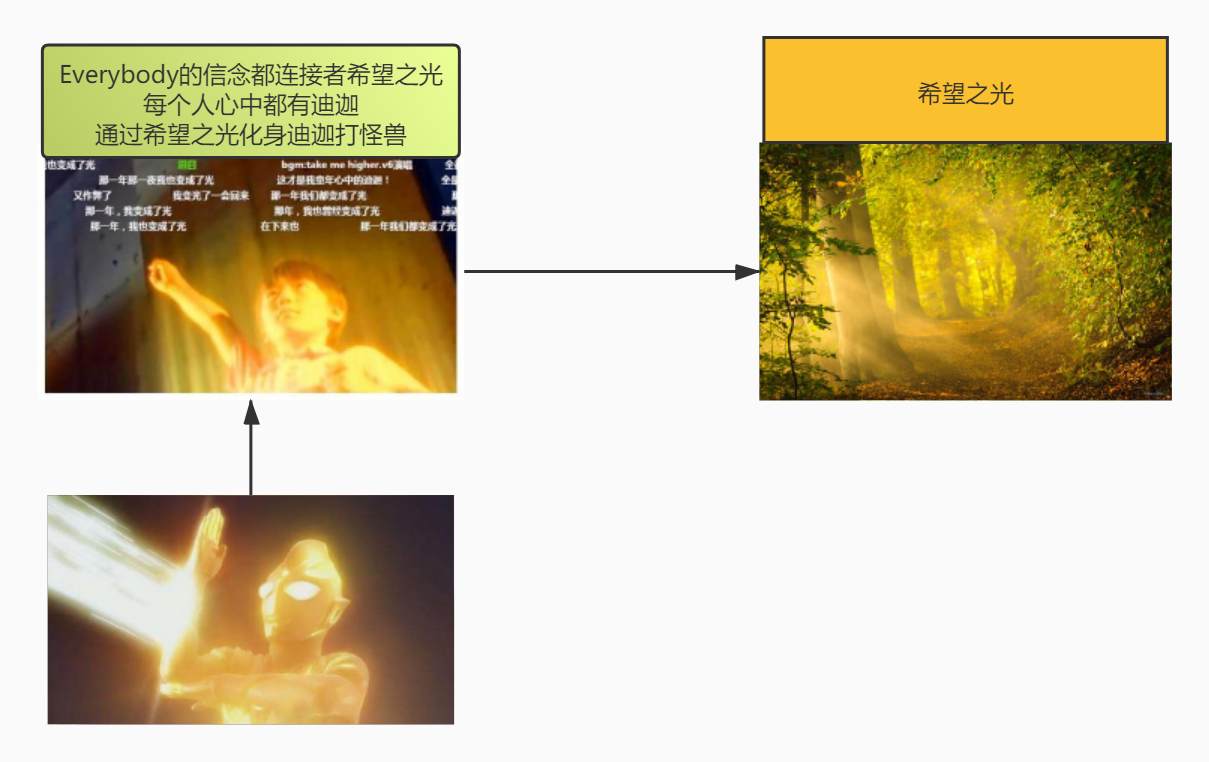 Everybody的信念都连接者希望之光
每个人心中都有迪迦
通过希望之光化身迪迦打怪兽
希望之光
也变成了光
bgm:take me higher.v6演唱
那一年那一夜我也变成了光
这才是我童年心中的迪迦！
又作弊了
我变完了一会回来
那一年我们都变成了光
那一年，我变成了光
那年，我也曾经变成了光
那一年，我也变成了光
在下来也
那一年我们都变成了光